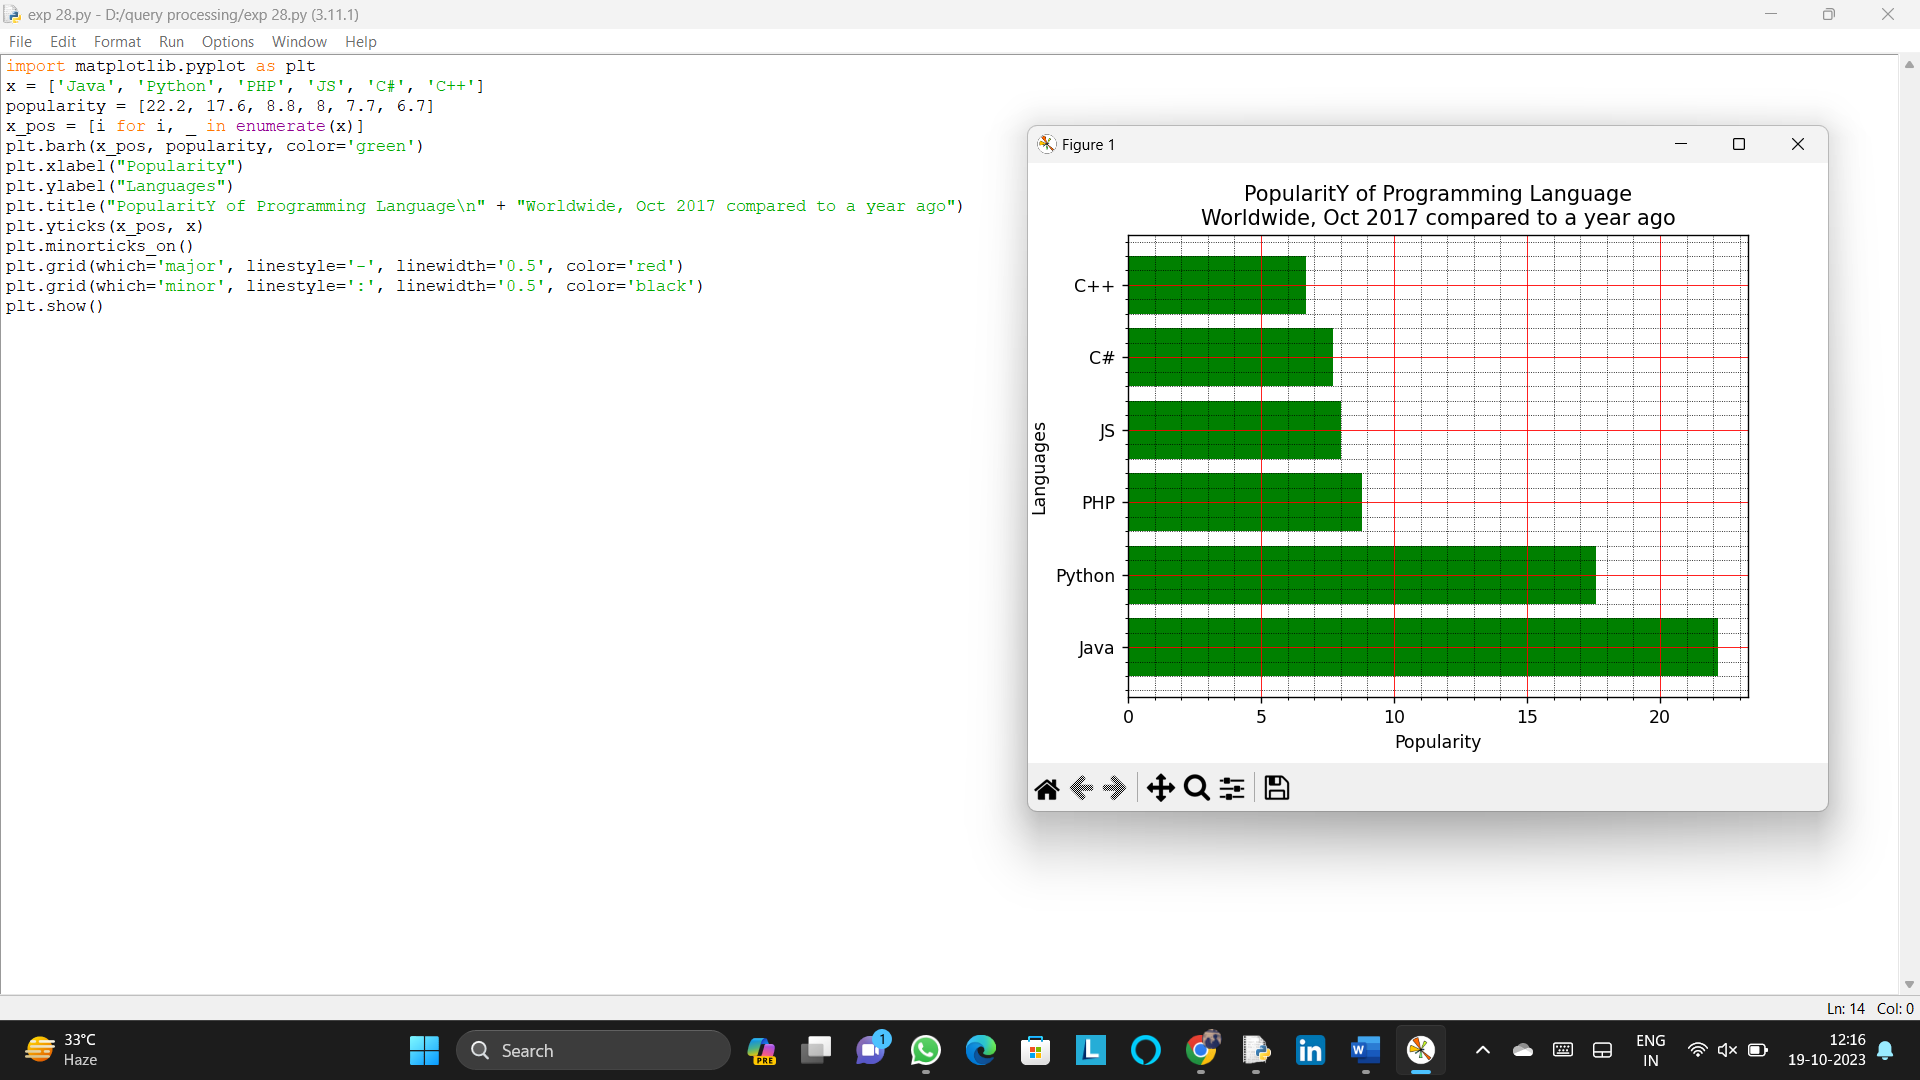 exp 28.py - D:/query processing/exp 28.py (3.11.1)
File Edit Format Run Options Window Help
import matplotlib.pyplot as plt
x = ['Java', 'Python', 'PHP', 'JS', 'C#', 'C++']
popularity = [22.2, 17.6, 8.8, 8, 7.7, 6.7]
x_pos = [i for i, _ in enumerate(x)]
plt.barh(x_pos, popularity, color='green')
plt.xlabel("Popularity")
plt.ylabel("Languages")
plt.title("PopularitY of Programming Language\n" + "Worldwide, Oct 2017 compared to a year ago")
plt.yticks(x_pos, x)
plt.minorticks_on()
plt.grid(which='major', linestyle='-', linewidth='0.5', color='red')
plt.grid(which='minor', linestyle=':', linewidth='0.5', color='black')
plt.show()
Figure 1
PopularitY of Programming Language
Worldwide, Oct 2017 compared to a year ago
Languages
C++
C#
JS
PHP
Python
Java
0 5 10 15 20
Popularity
Ln: 14 Col: 0
33°C
Haze
Search
PRE
1
L
in
W
ENG
IN
12:16
19-10-2023